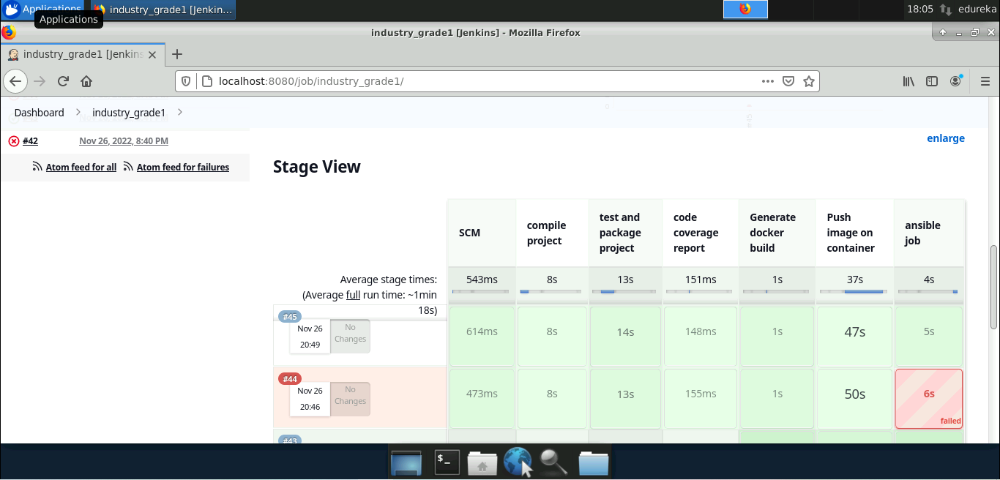 Applications
industry_grade1 [Jenkin...
18:05
edureka
Applications
industry_grade1 [Jenkins] - Mozilla Firefox
industry_grade1 [Jenkins
localhost:8080/job/industry_grade1/
Dashboard
industry_grade1
#42
Nov 26, 2022, 8:40 PM
enlarge
Atom feed for all
Atom feed for failures
Stage View
SCM
compile
project
test and
package
project
code
coverage
report
Generate
docker
build
Push
image on
container
ansible
job
Average stage times:
(Average full run time: ~1min
18s)
543ms
8s
13s
151ms
1s
37s
4s
#45
Nov 26
20:49
No
Changes
614ms
8s
14s
148ms
1s
47s
5s
#44
Nov 26
20:46
No
Changes
473ms
8s
13s
155ms
1s
50s
6s
failed
#43
$_